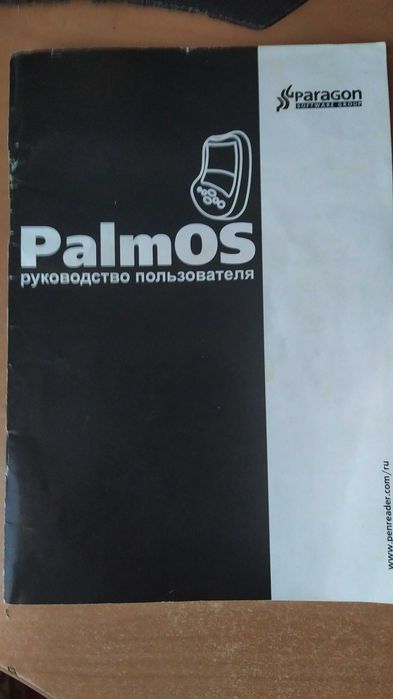 Paragon
SOFTWARE GROUP
PalmOS
руководство пользователя
www.penreader.com/ru